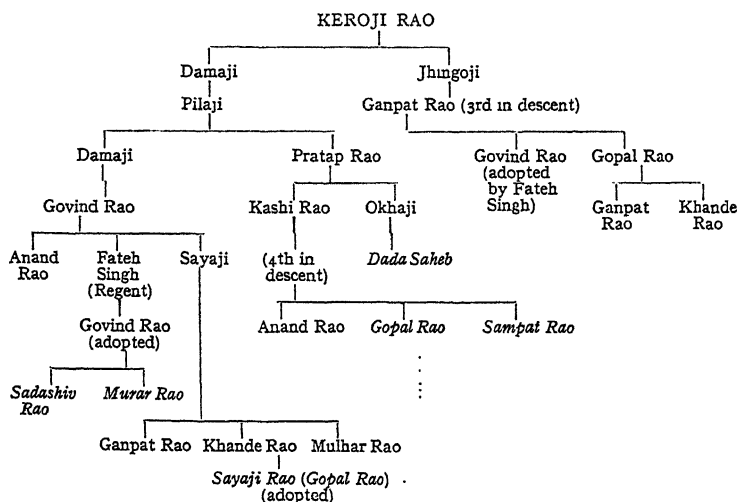 KEROJI RAO
Damaji Jhingoji
Pilaji Ganpat Rao (3rd in descent)
Damaji Pratap Rao Govind Rao Gopal Rao
(adopted
by Fateh
Singh)
Govind Rao Kashi Rao Okhaji Ganpat Khande
Rao Rao
Anand Fateh Sayaji (4th in Dada Saheb
Rao Singh descent)
(Regent)
Govind Rao Anand Rao Gopal Rao Sampat Rao
(adopted)
Sadashiv Murar Rao
Rao
Ganpat Rao Khande Rao Mulhar Rao
Sayaji Rao (Gopal Rao)
(adopted)